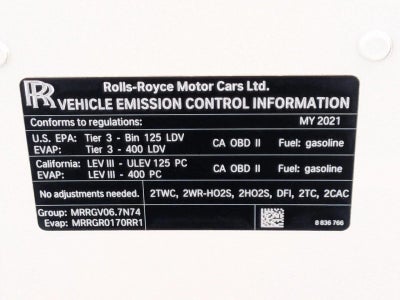 RR Rolls-Royce Motor Cars Ltd.
VEHICLE EMISSION CONTROL INFORMATION
Conforms to regulations: MY 2021
U.S. EPA: Tier 3 - Bin 125 LDV
EVAP: Tier 3 - 400 LDV CA OBD II Fuel: gasoline
California: LEV III - ULEV 125 PC
EVAP: LEV III - 400 PC CA OBD II Fuel: gasoline
No adjustments needed. 2TWC, 2WR-HO2S, 2HO2S, DFI, 2TC, 2CAC
Group: MRRGV06.7N74
Evap: MRRGR0170RR1 8 836 766